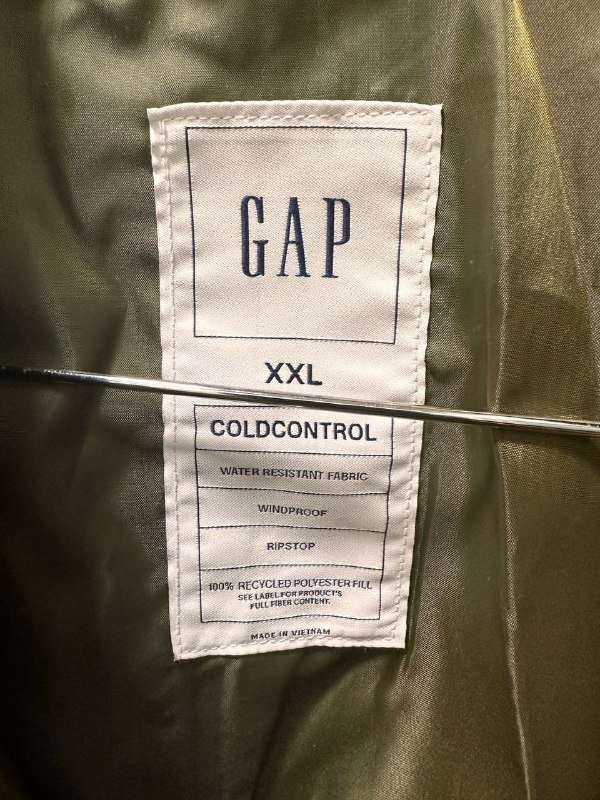 GAP
XXL
COLDCONTROL
WATER RESISTANT FABRIC
WINDPROOF
RIPSTOP
100% RECYCLED POLYESTER FILL
SEE LABEL FOR PRODUCT'S
FULL FIBER CONTENT.
MADE IN VIETNAM